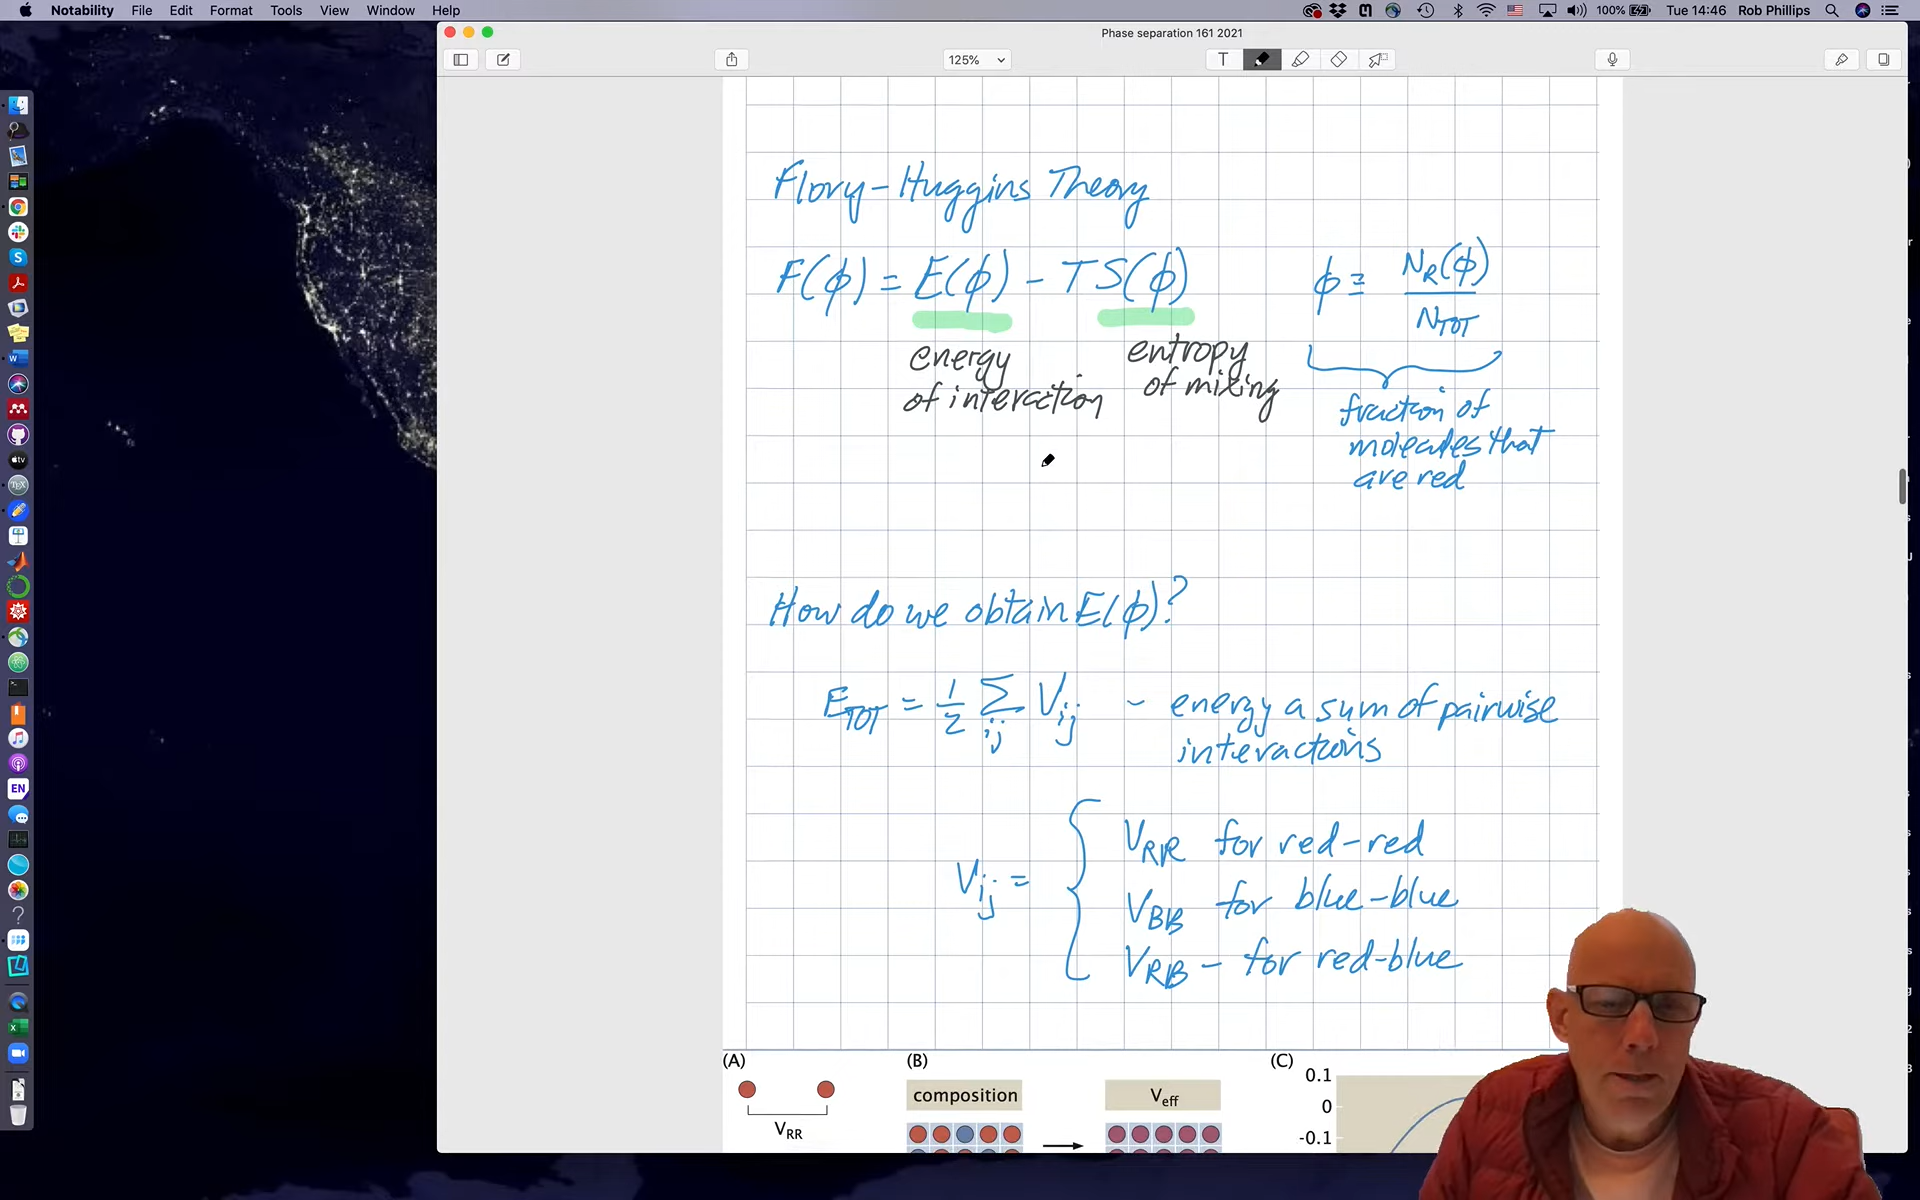 Notability File Edit Format Tools View Window Help 100% Tue 14:46 Rob Phillips
Phase separation 161 2021
125%
T
Flory-Huggins Theory
F(ϕ) = E(ϕ) - TS(ϕ)
energy
of interaction
entropy
of mixing
ϕ ≡ N_R(ϕ) / N_TOT
fraction of
molecules that
are red
How do we obtain E(ϕ)?
E_TOT = 1/2 Σ_ij V_ij - energy a sum of pairwise
interactions
V_ij = {
V_RR for red-red
V_BB for blue-blue
V_RB - for red-blue
(A) (B) (C)
V_RR
composition
V_eff
0.1
0
-0.1
tv
TEX
EN